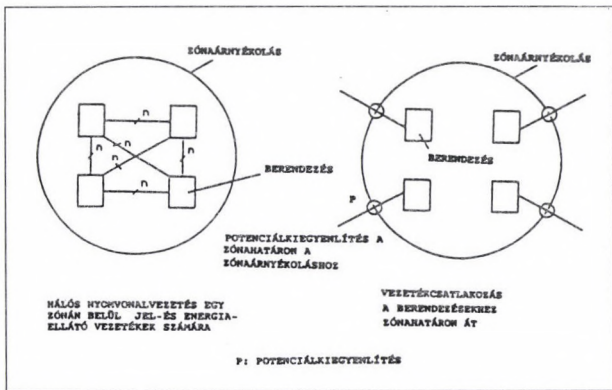 ZÓNAÁRNYÉKOLÁS
n
n
n
n
n
n
BERENDEZÉS
ZÓNAÁRNYÉKOLÁS
BERENDEZÉS
P
POTENCIÁLKIEGYENLÍTÉS A
ZÓNAHATÁRON A
ZÓNAÁRNYÉKOLÁSHOZ
HÁLÓS NYOMVONALVEZETÉS EGY
ZÓNÁN BELÜL JEL-ÉS ENERGIA-
ELLÁTÓ VEZETÉKEK SZÁMÁRA
VEZETÉKCSATLAKOZÁS
A BERENDEZÉSEKHEZ
ZÓNAHATÁRON ÁT
P: POTENCIÁLKIEGYENLÍTÉS